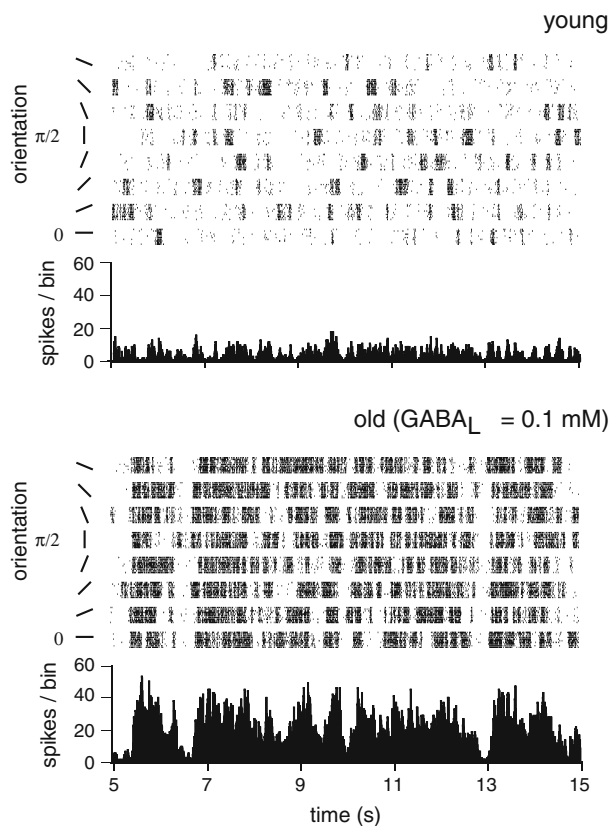 young
orientation
π/2
0
spikes / bin
60
40
20
0
old (GABA_L = 0.1 mM)
orientation
π/2
0
spikes / bin
60
40
20
0
5 7 9 11 13 15
time (s)